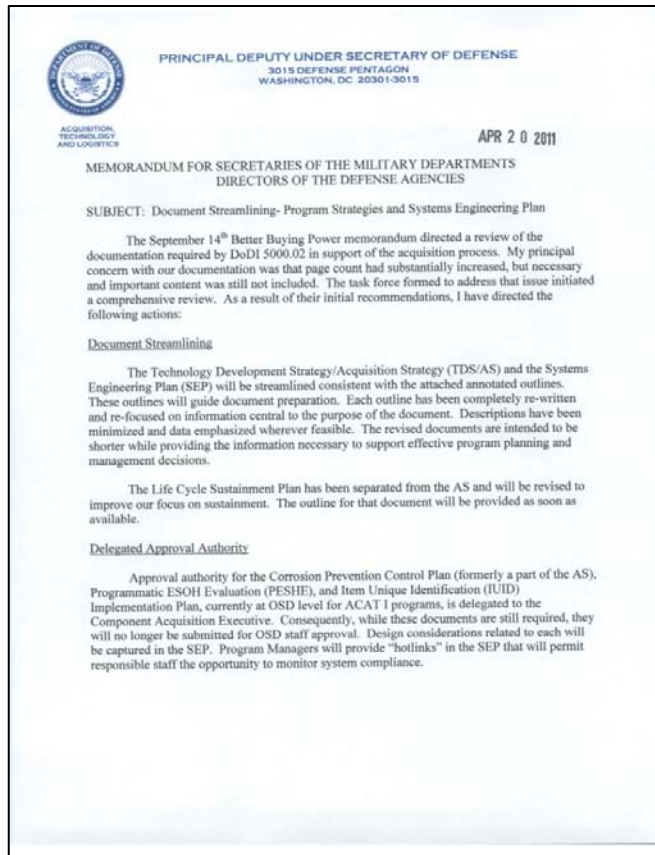 PRINCIPAL DEPUTY UNDER SECRETARY OF DEFENSE
3015 DEFENSE PENTAGON
WASHINGTON, DC 20301-3015
ACQUISITION,
TECHNOLOGY
AND LOGISTICS
APR 20 2011
MEMORANDUM FOR SECRETARIES OF THE MILITARY DEPARTMENTS
DIRECTORS OF THE DEFENSE AGENCIES
SUBJECT: Document Streamlining- Program Strategies and Systems Engineering Plan
The September 14th Better Buying Power memorandum directed a review of the
documentation required by DoDI 5000.02 in support of the acquisition process. My principal
concern with our documentation was that page count had substantially increased, but necessary
and important content was still not included. The task force formed to address that issue initiated
a comprehensive review. As a result of their initial recommendations, I have directed the
following actions:
Document Streamlining
The Technology Development Strategy/Acquisition Strategy (TDS/AS) and the Systems
Engineering Plan (SEP) will be streamlined consistent with the attached annotated outlines.
These outlines will guide document preparation. Each outline has been completely re-written
and re-focused on information central to the purpose of the document. Descriptions have been
minimized and data emphasized wherever feasible. The revised documents are intended to be
shorter while providing the information necessary to support effective program planning and
management decisions.
The Life Cycle Sustainment Plan has been separated from the AS and will be revised to
improve our focus on sustainment. The outline for that document will be provided as soon as
available.
Delegated Approval Authority
Approval authority for the Corrosion Prevention Control Plan (formerly a part of the AS),
Programmatic ESOH Evaluation (PESHE), and Item Unique Identification (IUID)
Implementation Plan, currently at OSD level for ACAT I programs, is delegated to the
Component Acquisition Executive. Consequently, while these documents are still required, they
will no longer be submitted for OSD staff approval. Design considerations related to each will
be captured in the SEP. Program Managers will provide "hotlinks" in the SEP that will permit
responsible staff the opportunity to monitor system compliance.